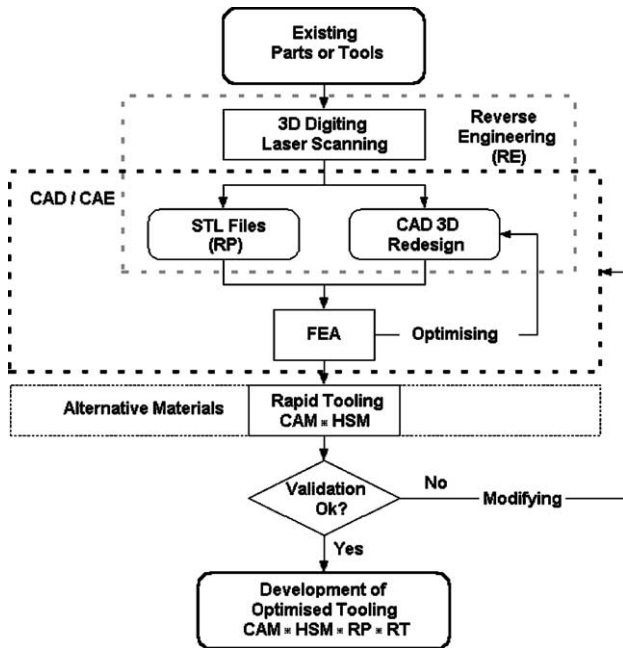 Existing
Parts or Tools
3D Digiting
Laser Scanning
Reverse
Engineering
(RE)
CAD / CAE
STL Files
(RP)
CAD 3D
Redesign
FEA
Optimising
Alternative Materials
Rapid Tooling
CAM * HSM
Validation
Ok?
No
Modifying
Yes
Development of
Optimised Tooling
CAM * HSM * RP * RT